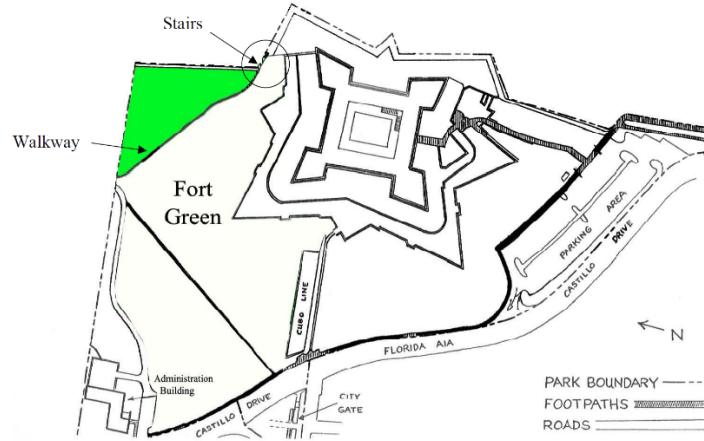 Stairs
Walkway
Fort
Green
CUBO LINE
PARKING AREA
CASTILLO DRIVE
N
FLORIDA A1A
Administration
Building
CASTILLO DRIVE
CITY
GATE
PARK BOUNDARY
FOOTPATHS
ROADS